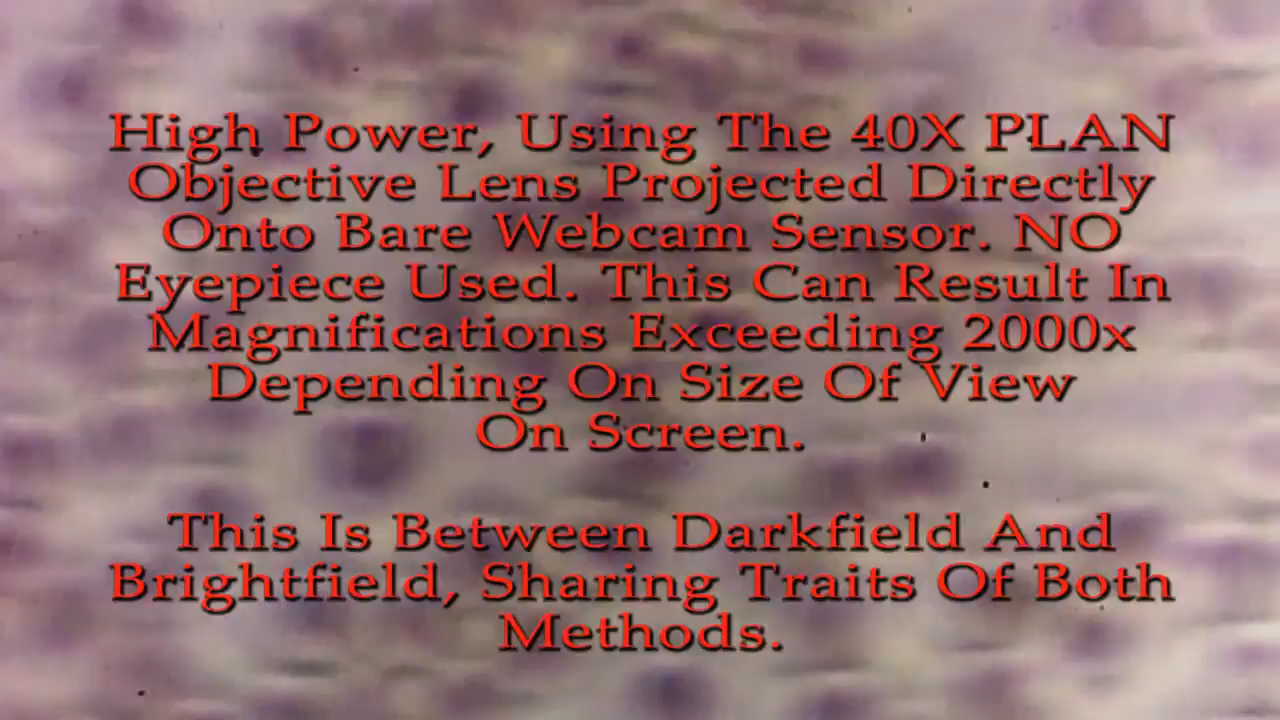 High Power, Using The 40X PLAN
Objective Lens Projected Directly
Onto Bare Webcam Sensor. NO
Eyepiece Used. This Can Result In
Magnifications Exceeding 2000x
Depending On Size Of View
On Screen.
This Is Between Darkfield And
Brightfield, Sharing Traits Of Both
Methods.